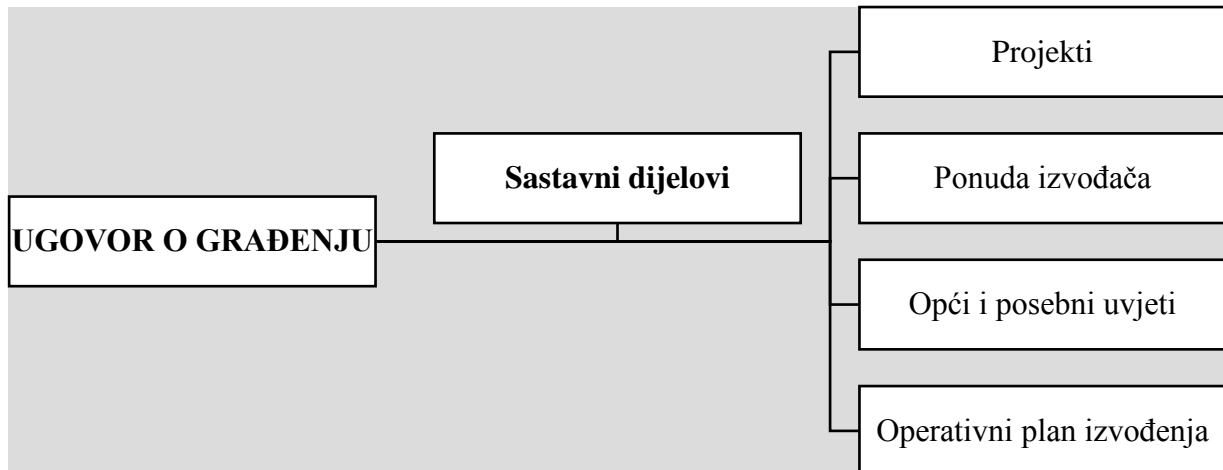 UGOVOR O GRAĐENJU
Sastavni dijelovi
Projekti
Ponuda izvođača
Opći i posebni uvjeti
Operativni plan izvođenja